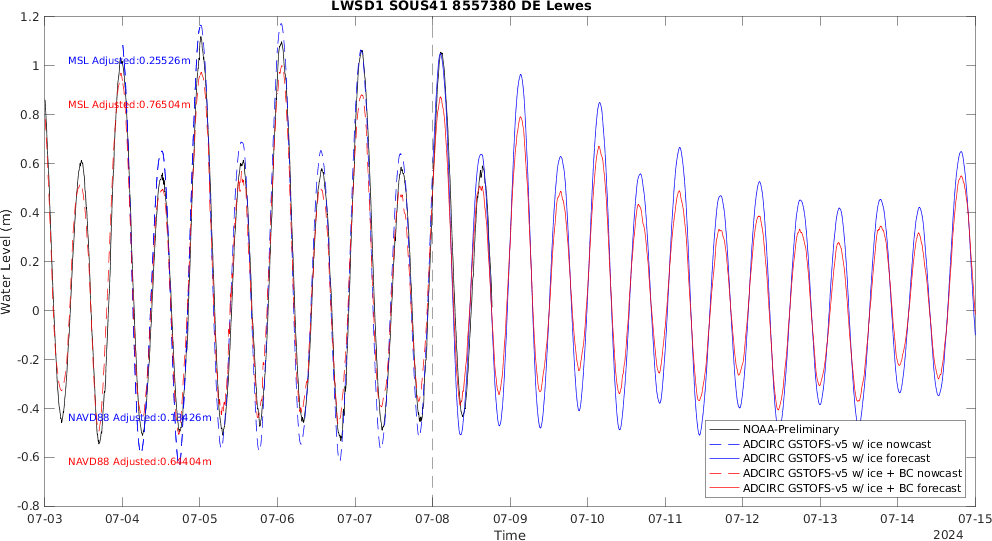 LWSD1 SOUS41 8557380 DE Lewes
1.2
1
0.8
0.6
0.4
0.2
0
-0.2
-0.4
-0.6
-0.8
Water Level (m)
MSL Adjusted:0.25526m
MSL Adjusted:0.76504m
NAVD88 Adjusted:0.13426m
NAVD88 Adjusted:0.64404m
NOAA-Preliminary
ADCIRC GSTOFS-v5 w/ ice nowcast
ADCIRC GSTOFS-v5 w/ ice forecast
ADCIRC GSTOFS-v5 w/ ice + BC nowcast
ADCIRC GSTOFS-v5 w/ ice + BC forecast
07-03 07-04 07-05 07-06 07-07 07-08 07-09 07-10 07-11 07-12 07-13 07-14 07-15
Time
2024